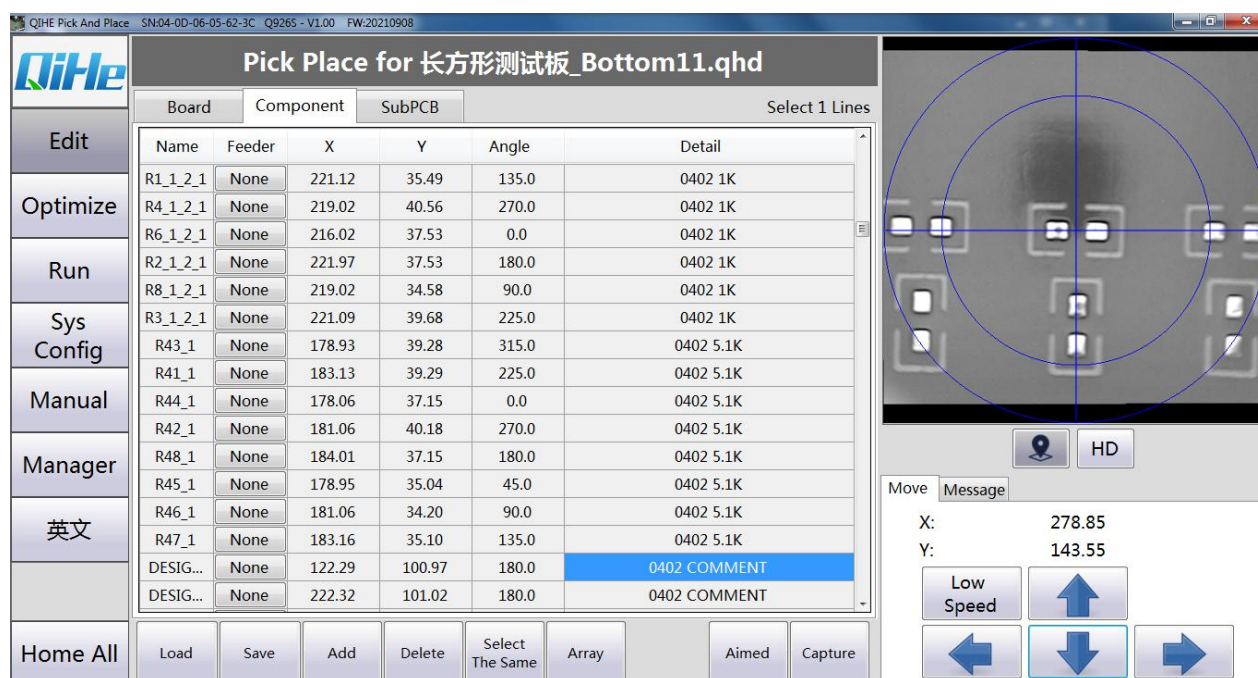 QIHE Pick And Place SN:04-0D-06-05-62-3C Q926S - V1.00 FW:20210908
QiHe
Pick Place for 长方形测试板_Bottom11.qhd
Board Component SubPCB Select 1 Lines
Edit
Optimize
Run
Sys
Config
Manual
Manager
英文
Home All
Name Feeder X Y Angle Detail
R1_1_2_1 None 221.12 35.49 135.0 0402 1K
R4_1_2_1 None 219.02 40.56 270.0 0402 1K
R6_1_2_1 None 216.02 37.53 0.0 0402 1K
R2_1_2_1 None 221.97 37.53 180.0 0402 1K
R8_1_2_1 None 219.02 34.58 90.0 0402 1K
R3_1_2_1 None 221.09 39.68 225.0 0402 1K
R43_1 None 178.93 39.28 315.0 0402 5.1K
R41_1 None 183.13 39.29 225.0 0402 5.1K
R44_1 None 178.06 37.15 0.0 0402 5.1K
R42_1 None 181.06 40.18 270.0 0402 5.1K
R48_1 None 184.01 37.15 180.0 0402 5.1K
R45_1 None 178.95 35.04 45.0 0402 5.1K
R46_1 None 181.06 34.20 90.0 0402 5.1K
R47_1 None 183.16 35.10 135.0 0402 5.1K
DESIG... None 122.29 100.97 180.0 0402 COMMENT
DESIG... None 222.32 101.02 180.0 0402 COMMENT
Load Save Add Delete Select The Same Array Aimed Capture
HD
Move Message
X: 278.85
Y: 143.55
Low
Speed